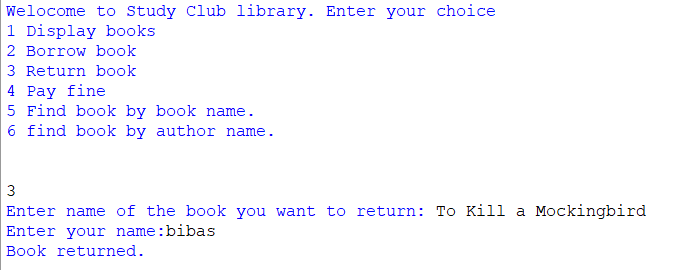 Welocome to Study Club library. Enter your choice
1 Display books
2 Borrow book
3 Return book
4 Pay fine
5 Find book by book name.
6 find book by author name.
3
Enter name of the book you want to return: To Kill a Mockingbird
Enter your name:bibas
Book returned.